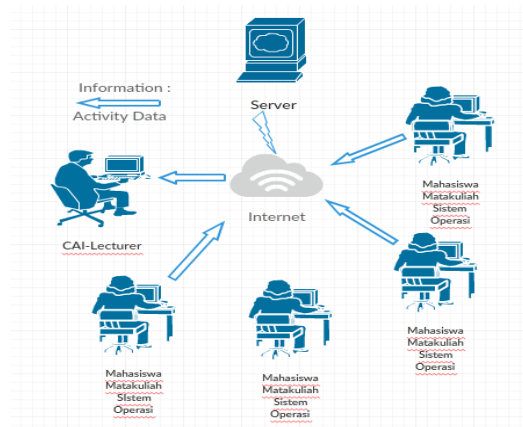 Information :
Activity Data
Server
Internet
CAI-Lecturer
Mahasiswa
Matakuliah
Sistem
Operasi
Mahasiswa
Matakuliah
Sistem
Operasi
Mahasiswa
Matakuliah
SIstem
Operasi
Mahasiswa
Matakuliah
Sistem
Operasi